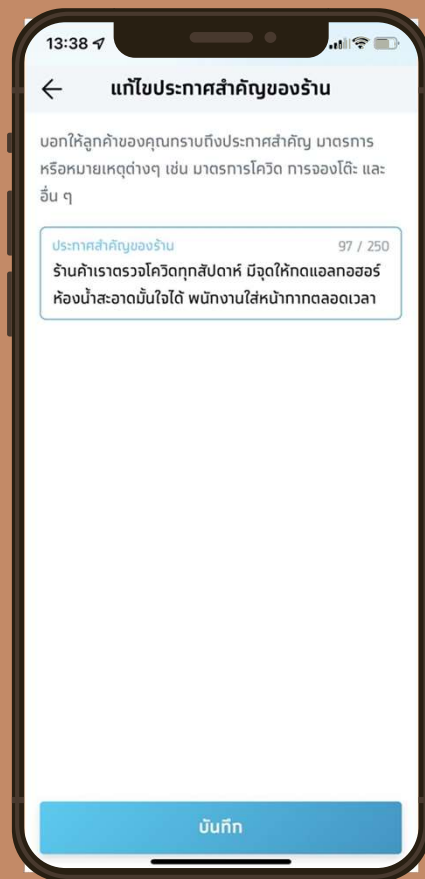 13:38
แก้ไขประกาศสำคัญของร้าน
บอกให้ลูกค้าของคุณทราบถึงประกาศสำคัญ มาตรการ
หรือหมายเหตุต่างๆ เช่น มาตรการโควิด การจองโต๊ะ และ
อื่น ๆ
ประกาศสำคัญของร้าน 97 / 250
ร้านค้าเราตรวจโควิดทุกสัปดาห์ มีจุดให้กดแอลกอฮอร์
ห้องน้ำสะอาดมั่นใจได้ พนักงานใส่หน้ากากตลอดเวลา
บันทึก